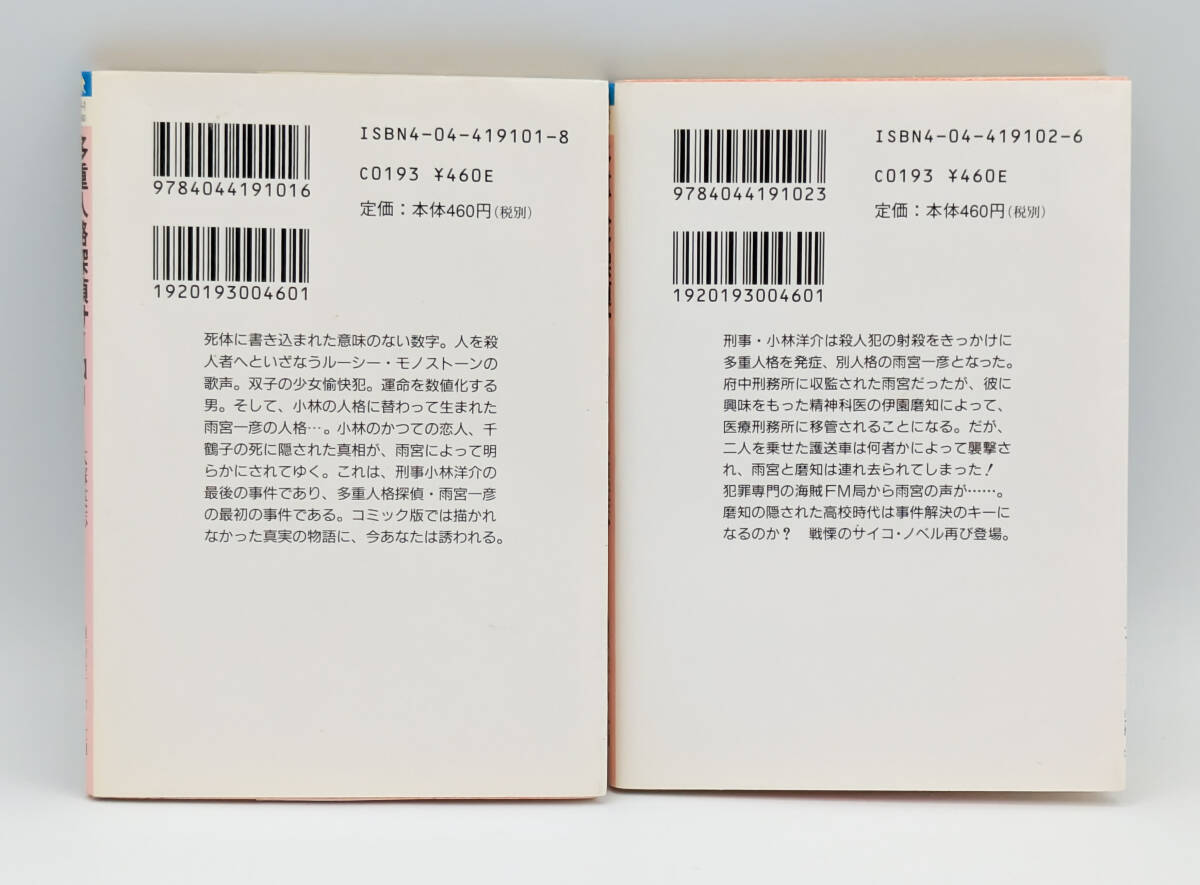 ISBN4-04-419101-8
9784044191016
C0193 ¥460E
定価：本体460円（税別）
1920193004601
死体に書き込まれた意味のない数字。人を殺
人者へといざなうルーシー・モノストーンの
歌声。双子の少女愉快犯。運命を数値化する
男。そして、小林の人格に替わって生まれた
雨宮一彦の人格…。小林のかつての恋人、千
鶴子の死に隠された真相が、雨宮によって明
らかにされてゆく。これは、刑事小林洋介の
最後の事件であり、多重人格探偵・雨宮一彦
の最初の事件である。コミック版では描かれ
なかった真実の物語に、今あなたは誘われる。
ISBN4-04-419102-6
9784044191023
C0193 ¥460E
定価：本体460円（税別）
1920193004601
刑事・小林洋介は殺人犯の射殺をきっかけに
多重人格を発症、別人格の雨宮一彦となった。
府中刑務所に収監された雨宮だったが、彼に
興味をもった精神科医の伊園磨知によって、
医療刑務所に移管されることになる。だが、
二人を乗せた護送車は何者かによって襲撃さ
れ、雨宮と磨知は連れ去られてしまった！
犯罪専門の海賊FM局から雨宮の声が……。
磨知の隠された高校時代は事件解決のキーに
なるのか？　戦慄のサイコ・ノベル再び登場。